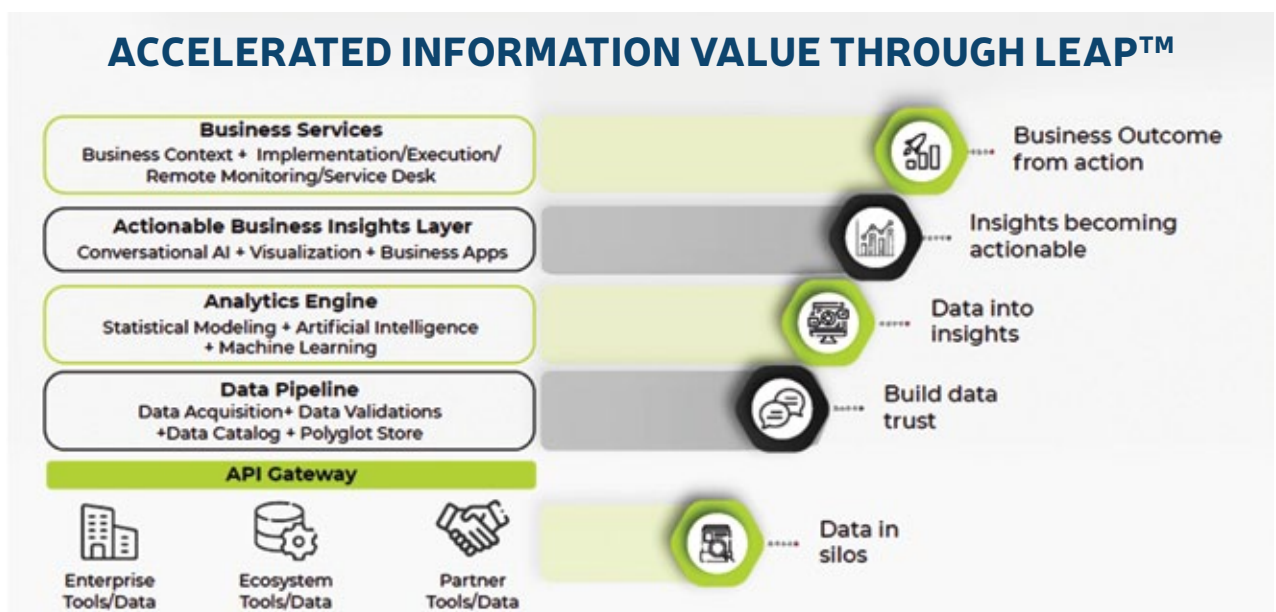 ACCELERATED INFORMATION VALUE THROUGH LEAP™
Business Services
Business Context + Implementation/Execution/
Remote Monitoring/Service Desk
Business Outcome
from action
Actionable Business Insights Layer
Conversational AI + Visualization + Business Apps
Insights becoming
actionable
Analytics Engine
Statistical Modeling + Artificial Intelligence
+ Machine Learning
Data into
insights
Data Pipeline
Data Acquisition+ Data Validations
+Data Catalog + Polyglot Store
Build data
trust
API Gateway
Enterprise
Tools/Data
Ecosystem
Tools/Data
Partner
Tools/Data
Data in
silos